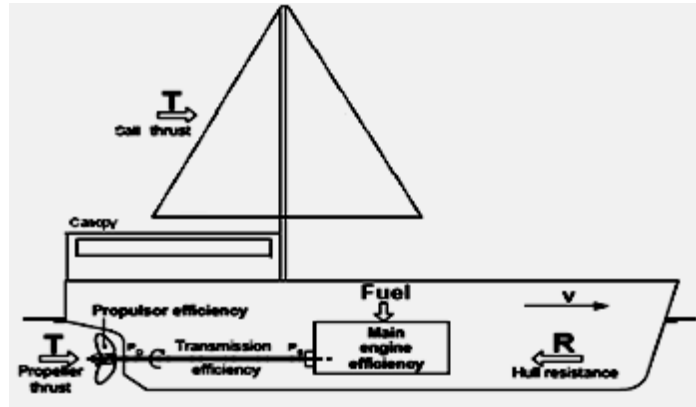 T
Sail thrust
Canopy
Fuel
V
Propulsor efficiency
Main
engine
efficiency
T
P
Transmission
P
R
Propeller
thrust
efficiency
Hull resistance